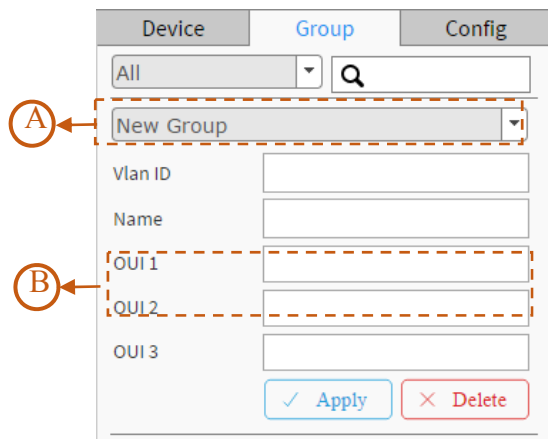 Device Group Config
All
A
New Group
Vlan ID
Name
OUI 1
B
OUI 2
OUI 3
Apply Delete